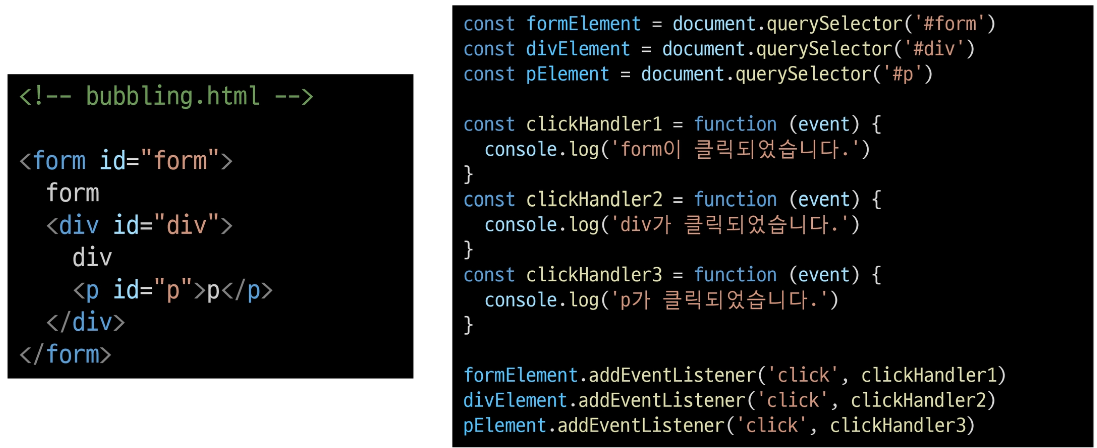 <!-- bubbling.html -->
<form id="form">
form
<div id="div">
div
<p id="p">p</p>
</div>
</form>
const formElement = document.querySelector('#form')
const divElement = document.querySelector('#div')
const pElement = document.querySelector('#p')
const clickHandler1 = function (event) {
console.log('form이 클릭되었습니다.')
}
const clickHandler2 = function (event) {
console.log('div가 클릭되었습니다.')
}
const clickHandler3 = function (event) {
console.log('p가 클릭되었습니다.')
}
formElement.addEventListener('click', clickHandler1)
divElement.addEventListener('click', clickHandler2)
pElement.addEventListener('click', clickHandler3)